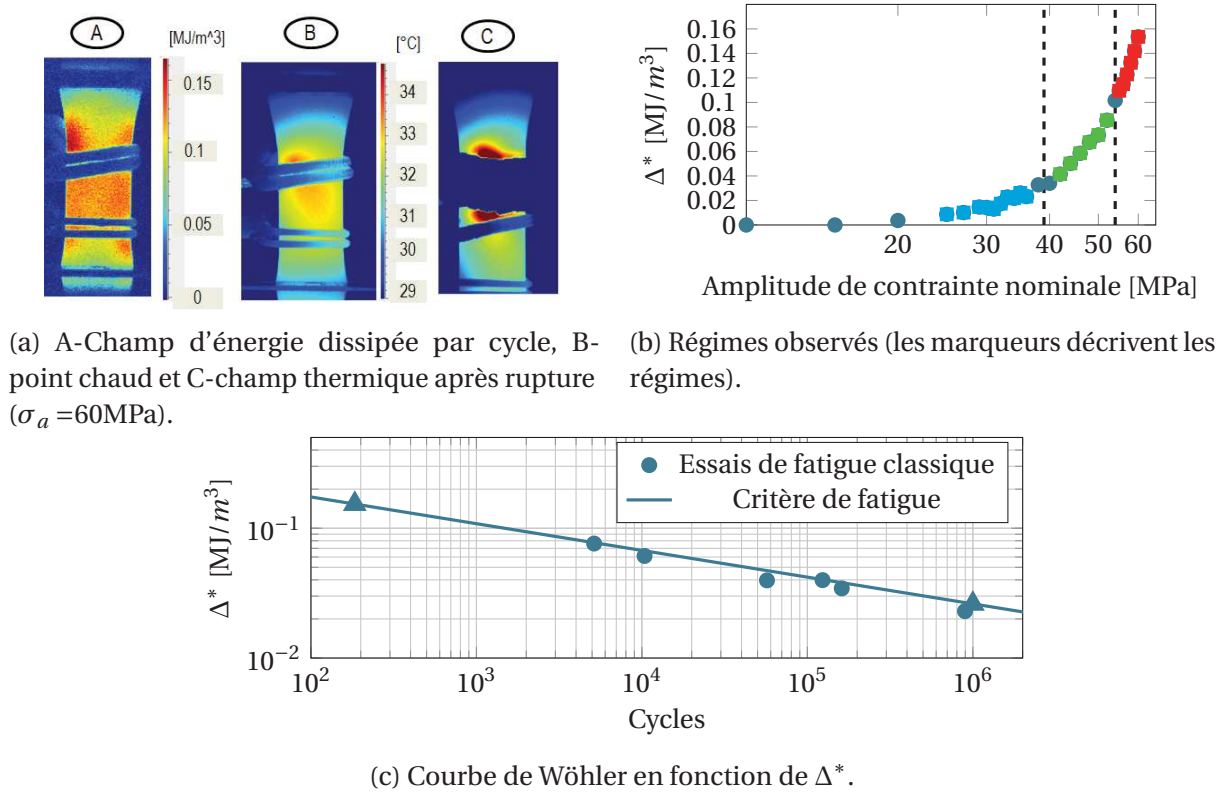 A
[MJ/m^3]
0.15
0.1
0.05
0
B
[°C]
34
33
32
31
30
29
C
Δ* [MJ/m³]
0.16
0.14
0.12
0.1
0.08
0.06
0.04
0.02
0
20 30 40 50 60
Amplitude de contrainte nominale [MPa]
(a) A-Champ d'énergie dissipée par cycle, B-
point chaud et C-champ thermique après rupture
(σa =60MPa).
(b) Régimes observés (les marqueurs décrivent les
régimes).
Δ* [MJ/m³]
10⁻¹
10⁻²
Essais de fatigue classique
Critère de fatigue
10² 10³ 10⁴ 10⁵ 10⁶
Cycles
(c) Courbe de Wöhler en fonction de Δ*.